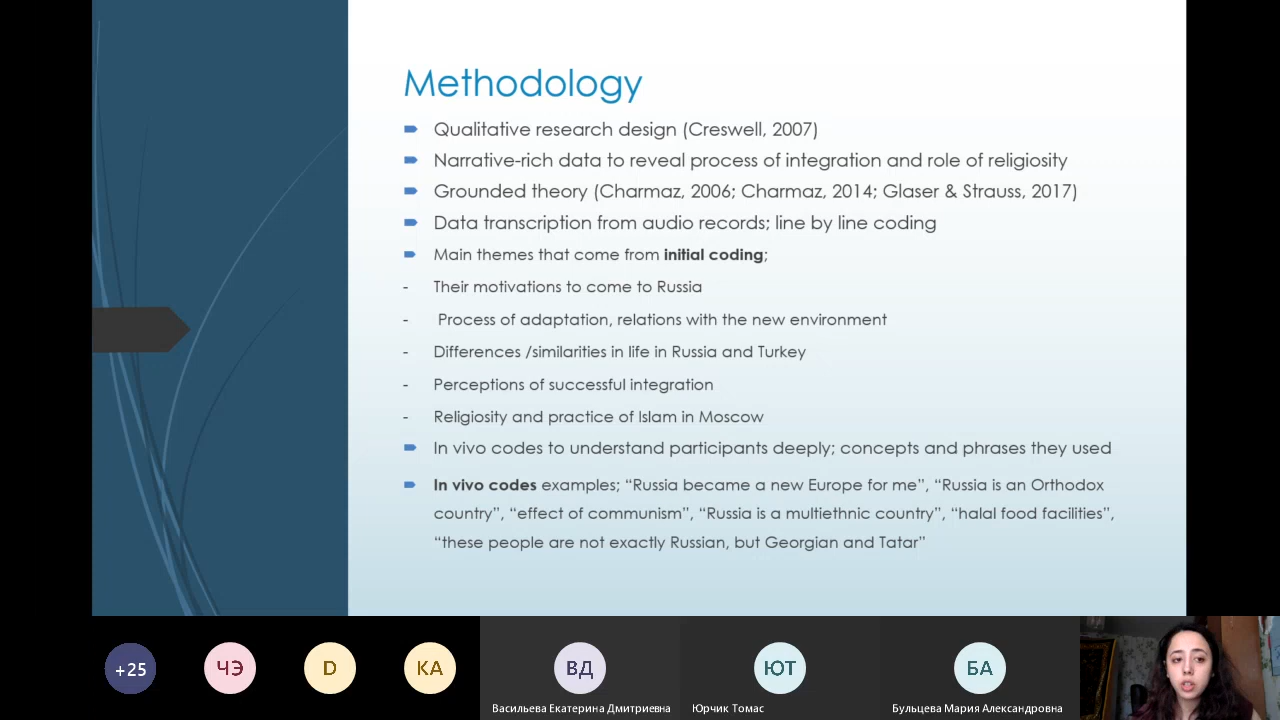 Methodology
Qualitative research design (Creswell, 2007)
Narrative-rich data to reveal process of integration and role of religiosity
Grounded theory (Charmaz, 2006; Charmaz, 2014; Glaser & Strauss, 2017)
Data transcription from audio records; line by line coding
Main themes that come from initial coding;
- Their motivations to come to Russia
- Process of adaptation, relations with the new environment
- Differences /similarities in life in Russia and Turkey
- Perceptions of successful integration
- Religiosity and practice of Islam in Moscow
In vivo codes to understand participants deeply; concepts and phrases they used
In vivo codes examples; “Russia became a new Europe for me”, “Russia is an Orthodox
country”, “effect of communism”, “Russia is a multiethnic country”, “halal food facilities”,
“these people are not exactly Russian, but Georgian and Tatar”
+25
ЧЭ
D
КА
ВД
ЮТ
БА
Васильева Екатерина Дмитриевна
Юрчик Томас
Бульцева Мария Александровна